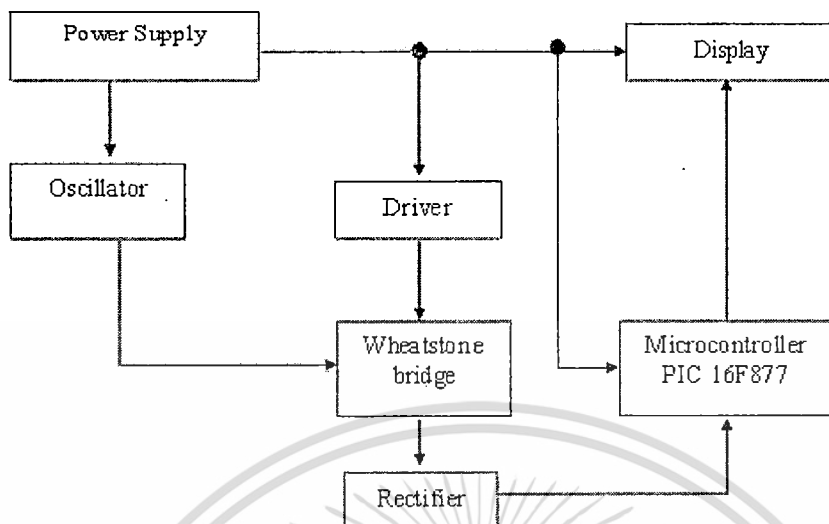 Power Supply
Display
Oscillator
Driver
Wheatstone
bridge
Microcontroller
PIC 16F877
Rectifier